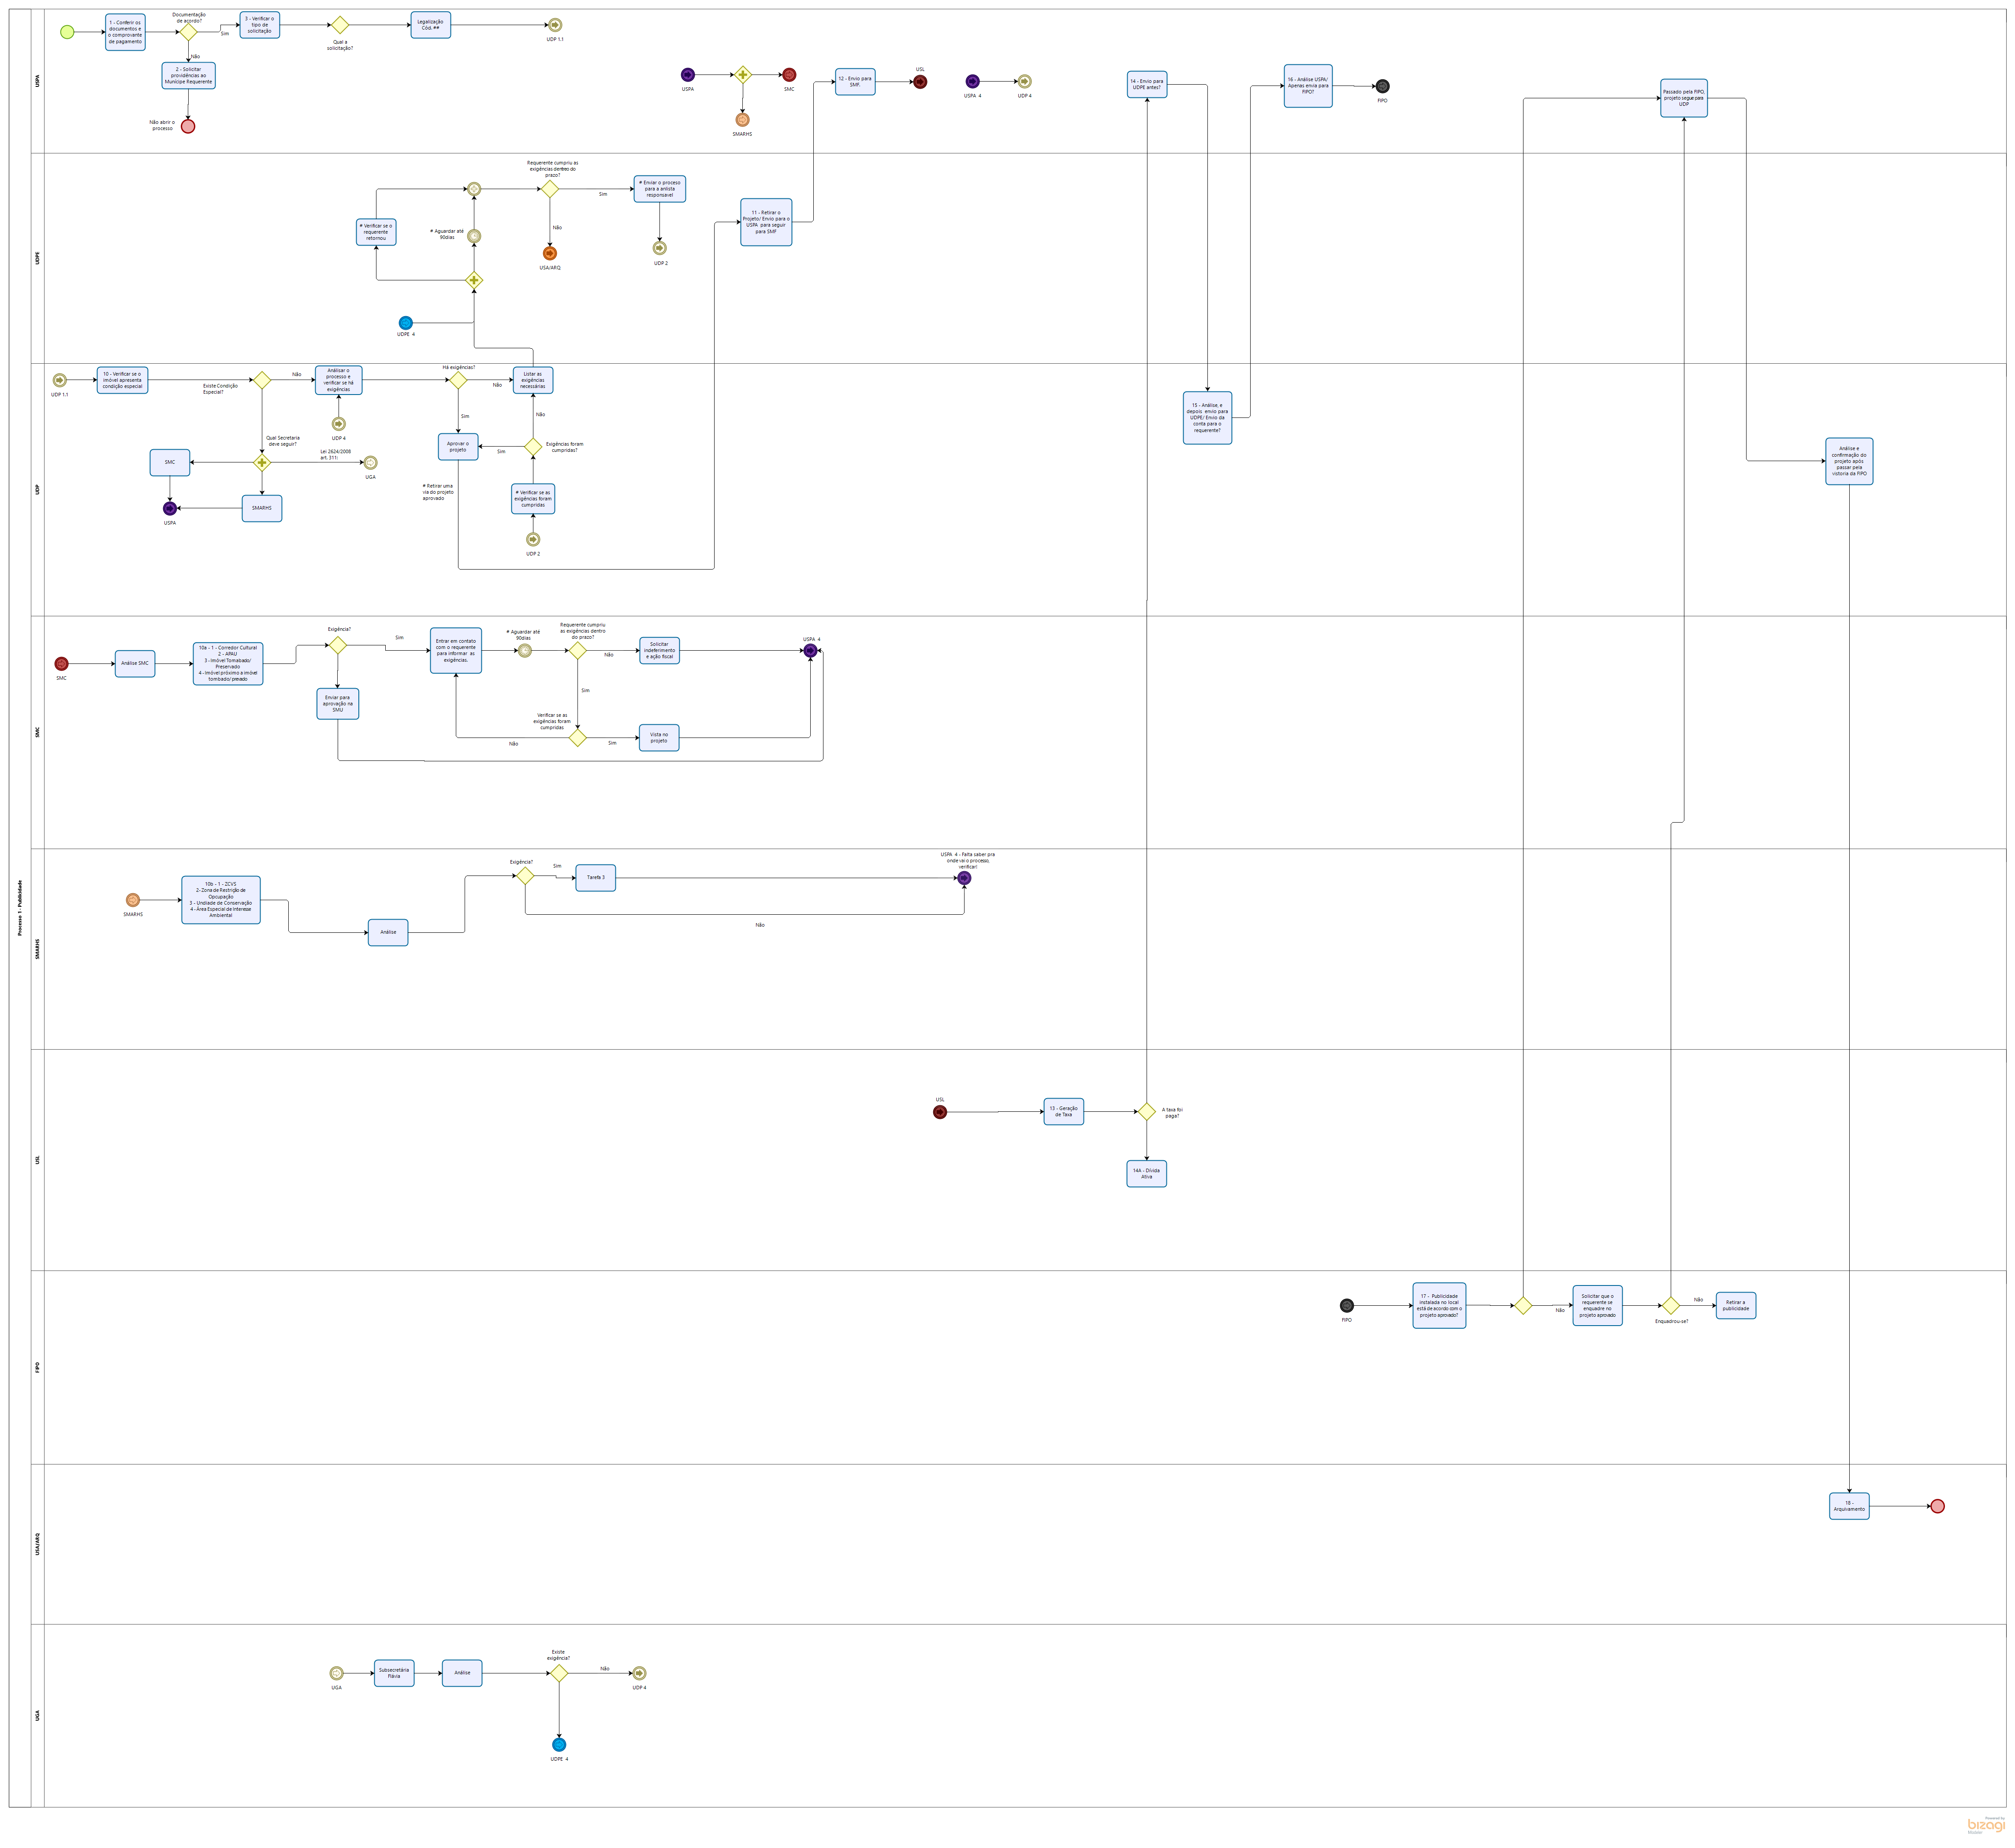 Processo 1 - Publicidade
USPA
1 - Conferir os
documentos e
o comprovante
de pagamento
Documentação
de acordo?
Sim
Não
2 - Solicitar
providências ao
Munícipe Requerente
Não abrir o
processo
3 - Verificar o
tipo de
solicitação
Qual a
solicitação?
Legalização
Cód. ##
UDP 1.1
USPA
SMC
SMARHS
12 - Envio para
SMF.
USL
USPA 4
UDP 4
14 - Envio para
UDPE antes?
16 - Análise USPA/
Apenas envia para
FIPO?
FIPO
Passado pela FIPO,
projeto segue para
UDP
UDPE
# Verificar se o
requerente
retornou
# Aguardar até
90dias
Requerente cumpriu as
exigências dentro do
praco?
Sim
Não
USA/ARQ
# Enviar o proceso
para a anlista
responsavel
UDP 2
UDPE 4
11 - Retirar o
Projeto/ Envio para o
USPA para seguir
para SMF
UDP
UDP 1.1
10 - Verificar se o
imóvel apresenta
condição especial
Existe Condição
Especial?
Não
Análisar o
processo e
verificar se há
exigências
UDP 4
Há exigências?
Não
Sim
Listar as
exigências
necessárias
Não
Aprovar o
projeto
Sim
Exigências foram
cumpridas?
# Verificar se as
exigências foram
cumpridas
UDP 2
# Retirar uma
via do projeto
aprovado
Qual Secretaria
deve seguir?
Lei 2624/2008
art. 311:
UGA
SMC
SMARHS
USPA
15 - Análise, e
depois envio para
UDPE/ Envio da
conta para o
requerente?
Análise e
confirmação do
projeto após
passar pela
vistoria da FIPO
SMC
SMC
Análise SMC
10a - 1 - Corredor Cultural
2 - APAU
3 - Imóvel Tomabado/
Preservado
4 - Imóvel próximo a imóvel
tombado/ presado
Exigência?
Sim
Enviar para
aprovação na
SMU
Entrar em contato
com o requerente
para informar as
exigências.
# Aguardar até
90dias
Requerente cumpriu
as exigências dentro
do praco?
Não
Sim
Solicitar
indeferimento
e ação fiscal
USPA 4
Verificar se as
exigências foram
cumpridas
Não
Sim
Vista no
projeto
SMARHS
SMARHS
10b - 1 - ZCVS
2- Zona de Restrição de
Opcupação
3 - Undiade de Conservação
4 - Área Especial de Interesse
Ambiental
Análise
Exigência?
Sim
Tarefa 3
Não
USPA 4 - Falta saber pra
onde vai o processo,
verificar!
USL
USL
13 - Geração
de Taxa
A taxa foi
paga?
14A - Dívida
Ativa
FIPO
FIPO
17 - Publicidade
instalada no local
está de acordo com o
projeto aprovado?
Não
Solicitar que o
requerente se
enquadre no
projeto aprovado
Enquadrou-se?
Não
Retirar a
publicidade
USA/ARQ
18 -
Arquivamento
UGA
UGA
Subsecretária
Flávia
Análise
Existe
exigência?
Não
UDP 4
UDPE 4
Powered by
bizagi
Modeler